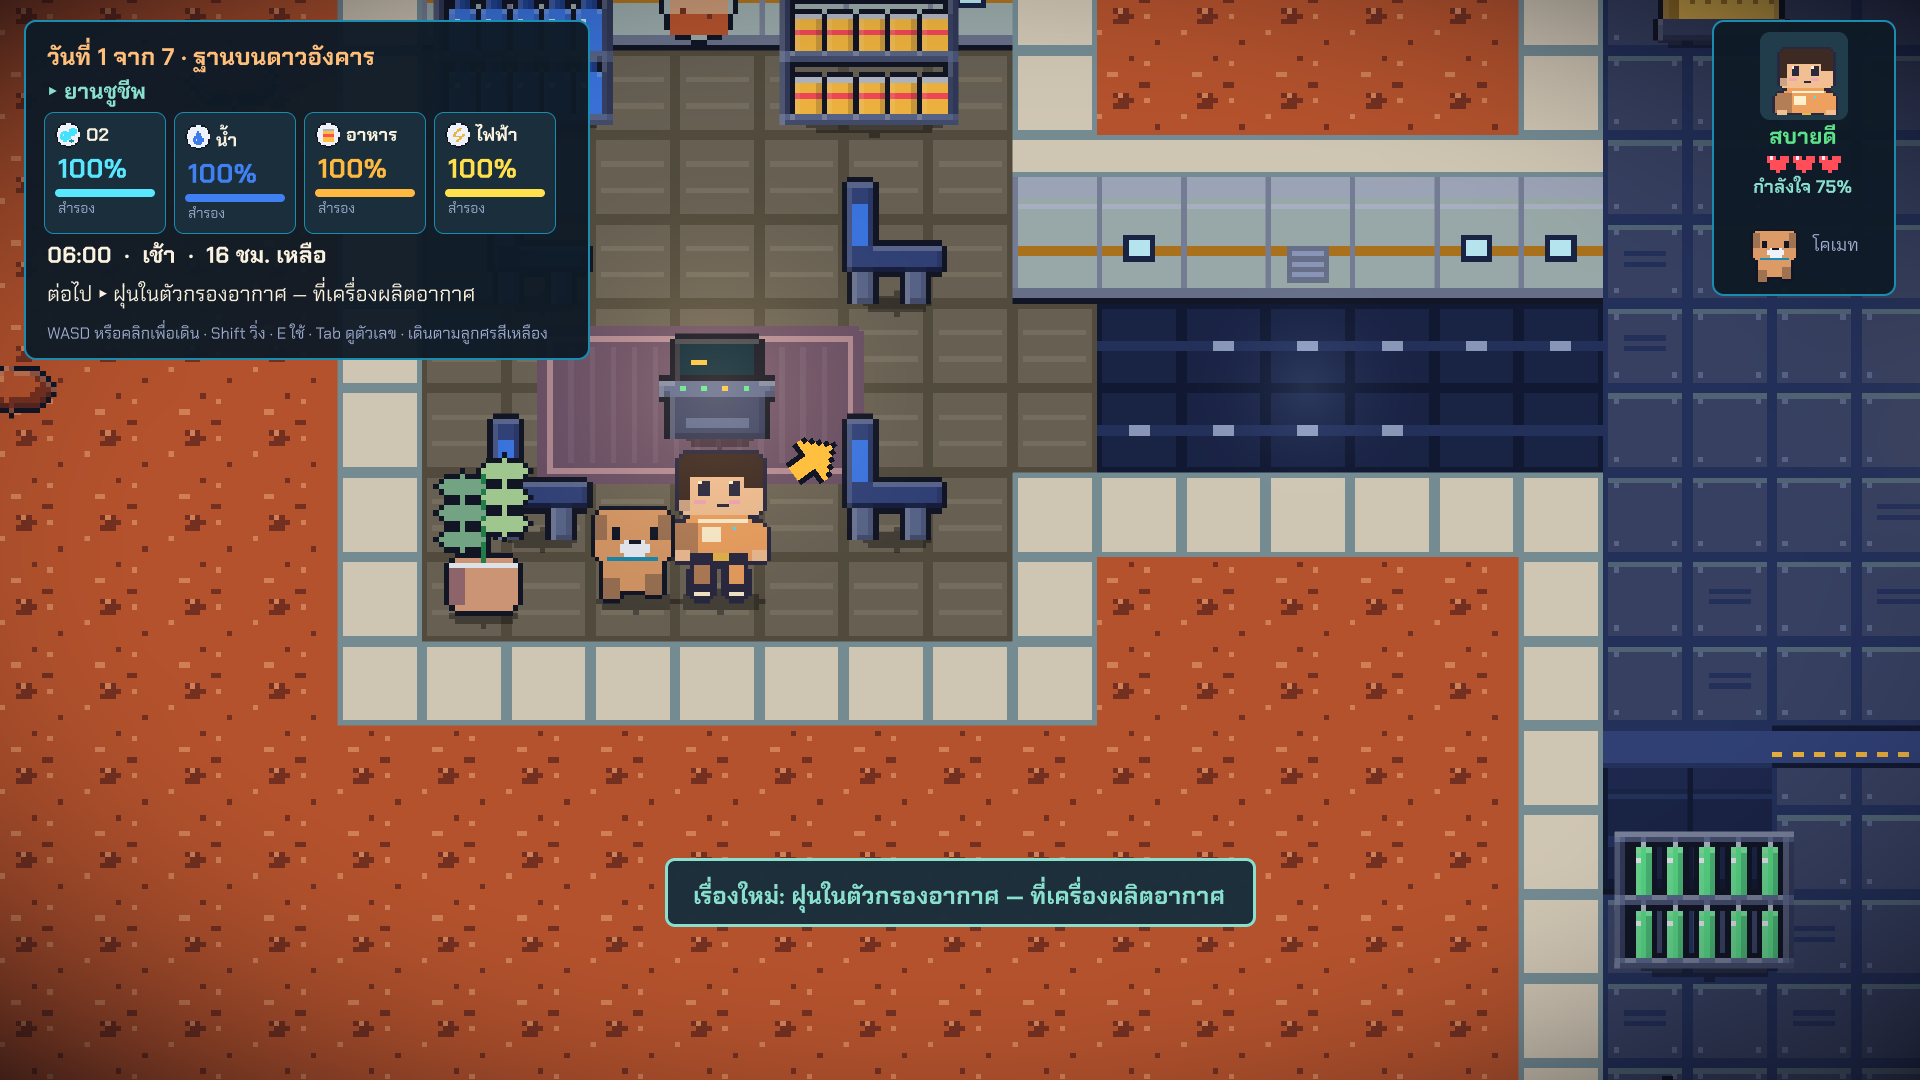 วันที่ 1 จาก 7 · ฐานบนดาวอังคาร
▸ ยานชูชีพ
O2
100%
สำรอง
น้ำ
100%
สำรอง
อาหาร
100%
สำรอง
ไฟฟ้า
100%
สำรอง
06:00 · เช้า · 16 ชม. เหลือ
ต่อไป ▸ ฝุ่นในตัวกรองอากาศ — ที่เครื่องผลิตอากาศ
WASD หรือคลิกเพื่อเดิน · Shift วิ่ง · E ใช้ · Tab ดูตัวเลข · เดินตามลูกศรสีเหลือง
สบายดี
กำลังใจ 75%
โคเมท
เรื่องใหม่: ฝุ่นในตัวกรองอากาศ — ที่เครื่องผลิตอากาศ